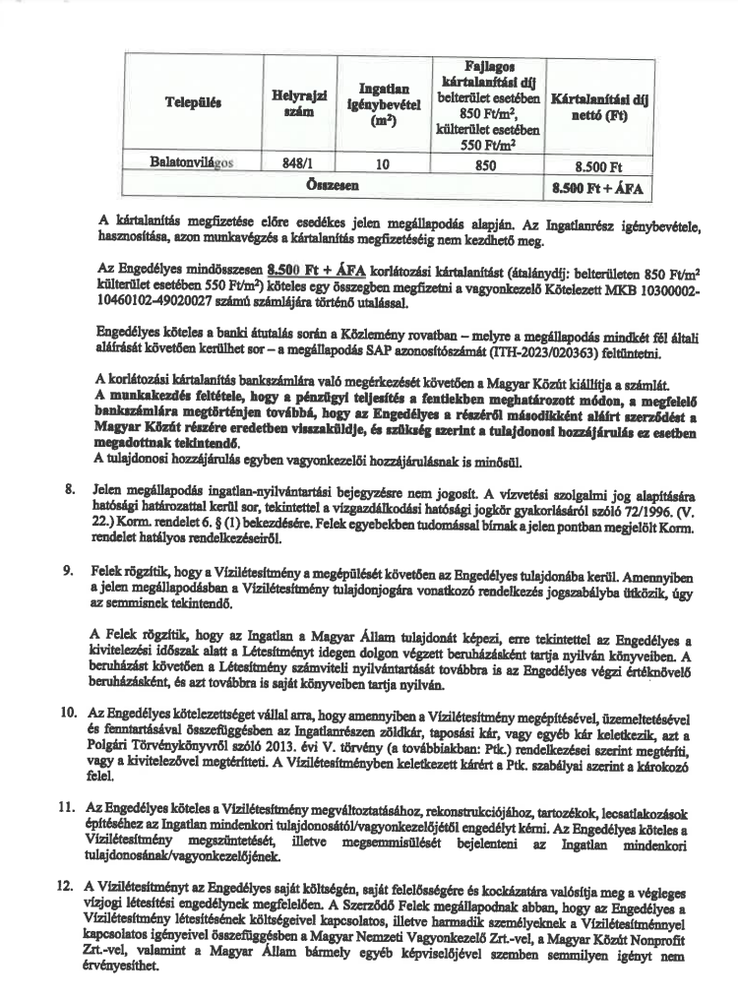 Település
Helyrajzi
szám
Ingatlan
igénybevétel
(m²)
Fajlagos
kártalanítási díj
belterület esetében
850 Ft/m²,
külterület esetében
550 Ft/m²
Kártalanítási díj
nettó (Ft)
Balatonvilágos 848/1 10 850 8.500 Ft
Összesen 8.500 Ft + ÁFA
A kártalanítás megfizetése előre esedékes jelen megállapodás alapján. Az Ingatlanrész igénybevétele,
hasznosítása, azon munkavégzés a kártalanítás megfizetéséig nem kezdhető meg.
Az Engedélyes mindösszesen 8.500 Ft + ÁFA korlátozási kártalanítást (átalánydíj: belterületen 850 Ft/m²
külterület esetében 550 Ft/m²) köteles egy összegben megfizetni a vagyonkezelő Kötelezett MKB 10300002-
10460102-49020027 számú számlájára történő utalással.
Engedélyes köteles a banki átutalás során a Közlemény rovatban – melyre a megállapodás mindkét fél általi
aláírását követően kerülhet sor – a megállapodás SAP azonosítószámát (ITH-2023/020363) feltüntetni.
A korlátozási kártalanítás bankszámlára való megérkezését követően a Magyar Közút kiállítja a számlát.
A munkakezdés feltétele, hogy a pénzügyi teljesítés a fentiekben meghatározott módon, a megfelelő
bankszámlára megtörténjen továbbá, hogy az Engedélyes a részéről másodikként aláírt szerződést a
Magyar Közút részére eredetben visszaküldje, és szükség szerint a tulajdonosi hozzájárulás ez esetben
megadottnak tekintendő.
A tulajdonosi hozzájárulás egyben vagyonkezelői hozzájárulásnak is minősül.
8. Jelen megállapodás ingatlan-nyilvántartási bejegyzésre nem jogosít. A vízvetési szolgalmi jog alapítására
hatósági határozattal kerül sor, tekintettel a vízgazdálkodási hatósági jogkör gyakorlásáról szóló 72/1996. (V.
22.) Korm. rendelet 6. § (1) bekezdésére. Felek egyebekben tudomással bírnak a jelen pontban megjelölt Korm.
rendelet hatályos rendelkezéseiről.
9. Felek rögzítik, hogy a Vízilétesítmény a megépülését követően az Engedélyes tulajdonába kerül. Amennyiben
a jelen megállapodásban a Vízilétesítmény tulajdonjogára vonatkozó rendelkezés jogszabályba ütközik, úgy
az semmisnek tekintendő.
A Felek rögzítik, hogy az Ingatlan a Magyar Állam tulajdonát képezi, erre tekintettel az Engedélyes a
kivitelezési időszak alatt a Létesítményt idegen dolgon végzett beruházásként tartja nyilván könyveiben. A
beruházást követően a Létesítmény számviteli nyilvántartását továbbra is az Engedélyes végzi értéknövelő
beruházásként, és azt továbbra is saját könyveiben tartja nyilván.
10. Az Engedélyes kötelezettséget vállal arra, hogy amennyiben a Vízilétesítmény megépítésével, üzemeltetésével
és fenntartásával összefüggésben az Ingatlanrészen zöldkár, taposási kár, vagy egyéb kár keletkezik, azt a
Polgári Törvénykönyvről szóló 2013. évi V. törvény (a továbbiakban: Ptk.) rendelkezései szerint megtéríti,
vagy a kivitelezővel megtérítteti. A Vízilétesítményben keletkezett kárért a Ptk. szabályai szerint a károkozó
felel.
11. Az Engedélyes köteles a Vízilétesítmény megváltoztatásához, rekonstrukciójához, tartozékok, lecsatlakozások
építéséhez az Ingatlan mindenkori tulajdonosától/vagyonkezelőjétől engedélyt kérni. Az Engedélyes köteles a
Vízilétesítmény megszüntetését, illetve megsemmisülését bejelenteni az Ingatlan mindenkori
tulajdonosának/vagyonkezelőjének.
12. A Vízilétesítményt az Engedélyes saját költségén, saját felelősségére és kockázatára valósítja meg a végleges
vízjogi létesítési engedélynek megfelelően. A Szerződő Felek megállapodnak abban, hogy az Engedélyes a
Vízilétesítmény létesítésének költségeivel kapcsolatos, illetve harmadik személyeknek a Vízilétesítménnyel
kapcsolatos igényeivel összefüggésben a Magyar Nemzeti Vagyonkezelő Zrt.-vel, a Magyar Közút Nonprofit
Zrt.-vel, valamint a Magyar Állam bármely egyéb képviselőjével szemben semmilyen igényt nem
érvényesíthet.